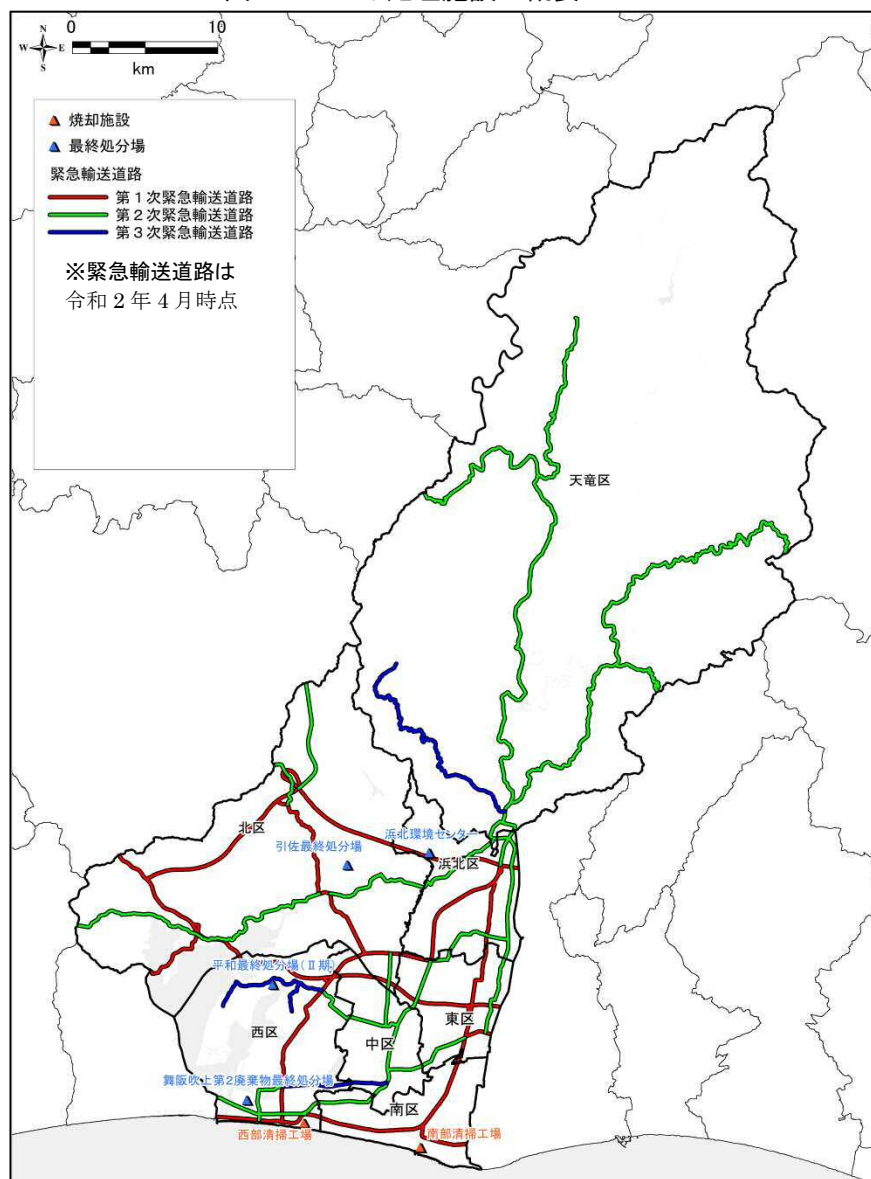 N
W E
S
0 10
km
焼却施設
最終処分場
緊急輸送道路
第1次緊急輸送道路
第2次緊急輸送道路
第3次緊急輸送道路
※緊急輸送道路は
令和2年4月時点
天竜区
北区
引佐最終処分場
浜北環境センター
浜北区
平和最終処分場(Ⅱ期)
西区
中区
東区
舞阪吹上第2廃棄物最終処分場
南区
西部清掃工場
南部清掃工場